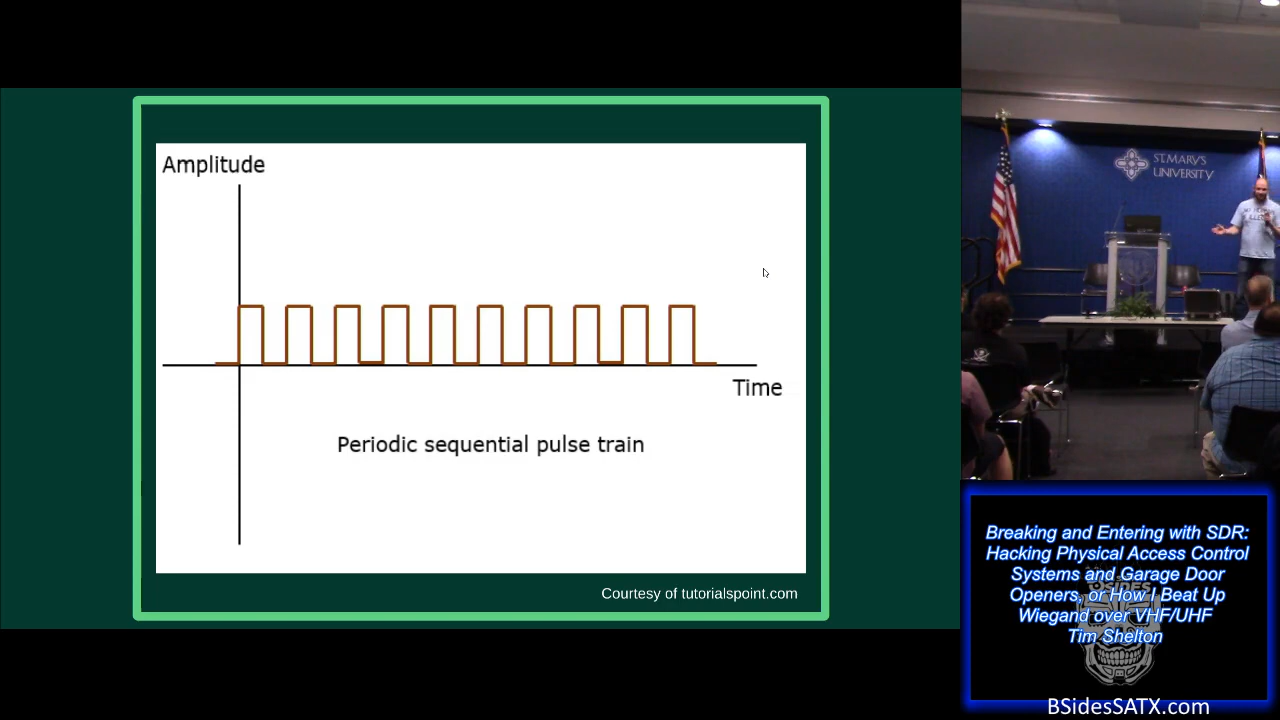 Amplitude
Time
Periodic sequential pulse train
Courtesy of tutorialspoint.com
ST. MARY'S
UNIVERSITY
Breaking and Entering with SDR:
Hacking Physical Access Control
Systems and Garage Door
Openers, or How I Beat Up
Wiegand over VHF/UHF
Tim Shelton
BSIDES
BSidesSATX.com